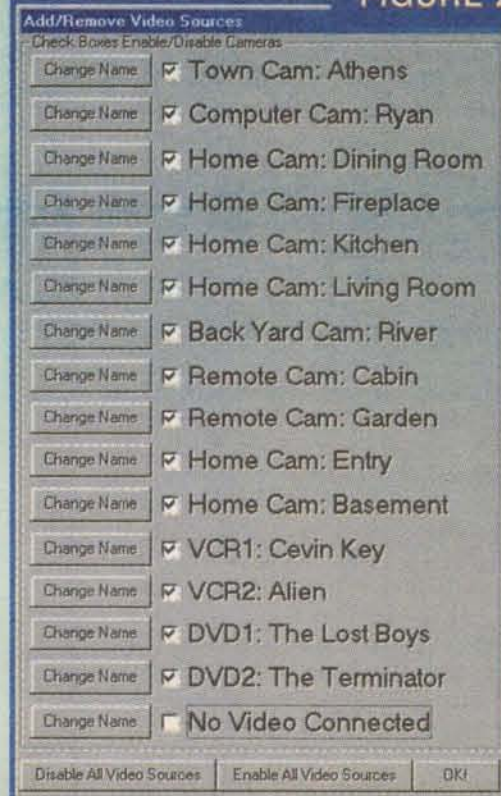 FIGURE
Add/Remove Video Sources
Check Boxes Enable/Disable Cameras
Change Name Town Cam: Athens
Change Name Computer Cam: Ryan
Change Name Home Cam: Dining Room
Change Name Home Cam: Fireplace
Change Name Home Cam: Kitchen
Change Name Home Cam: Living Room
Change Name Back Yard Cam: River
Change Name Remote Cam: Cabin
Change Name Remote Cam: Garden
Change Name Home Cam: Entry
Change Name Home Cam: Basement
Change Name VCR1: Cevin Key
Change Name VCR2: Alien
Change Name DVD1: The Lost Boys
Change Name DVD2: The Terminator
Change Name No Video Connected
Disable All Video Sources Enable All Video Sources OK!